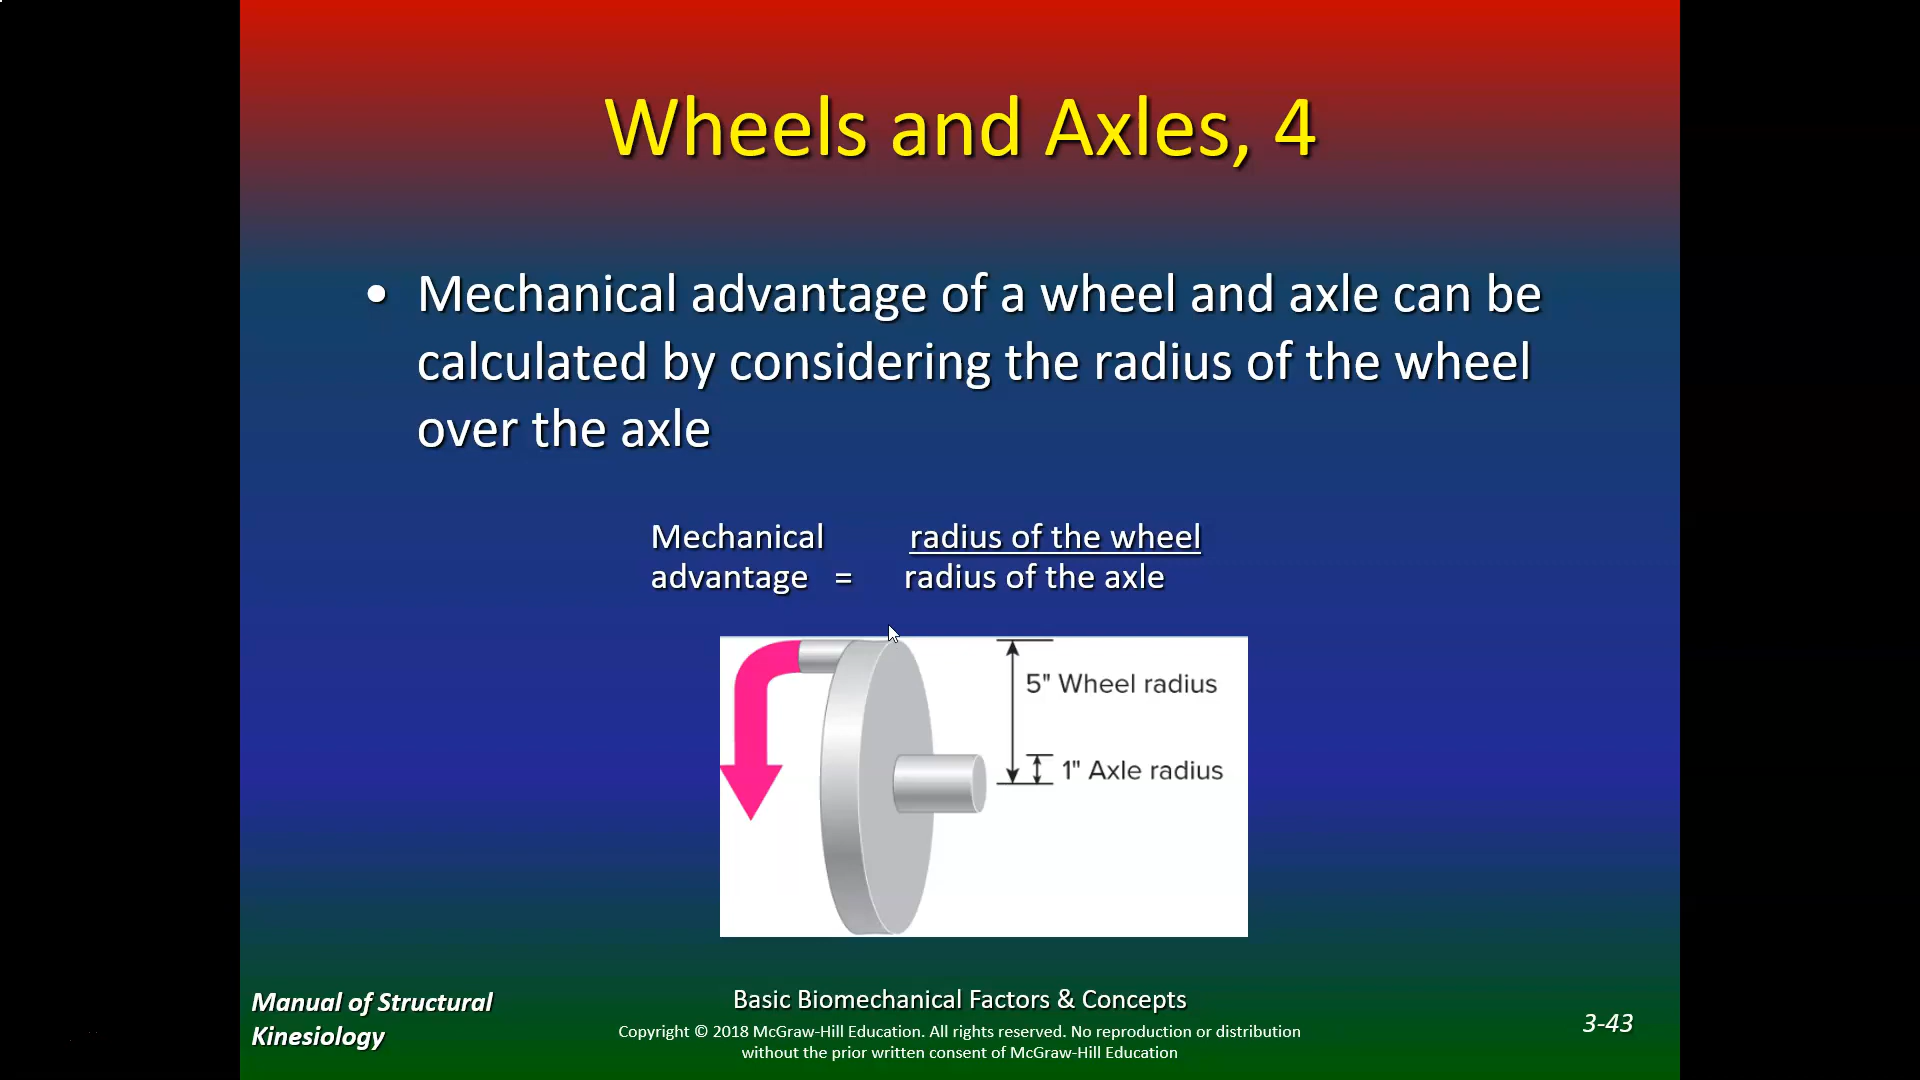 Wheels and Axles, 4
• Mechanical advantage of a wheel and axle can be
calculated by considering the radius of the wheel
over the axle
Mechanical radius of the wheel
advantage = radius of the axle
5" Wheel radius
1" Axle radius
Manual of Structural
Kinesiology
Basic Biomechanical Factors & Concepts
Copyright © 2018 McGraw-Hill Education. All rights reserved. No reproduction or distribution
without the prior written consent of McGraw-Hill Education
3-43